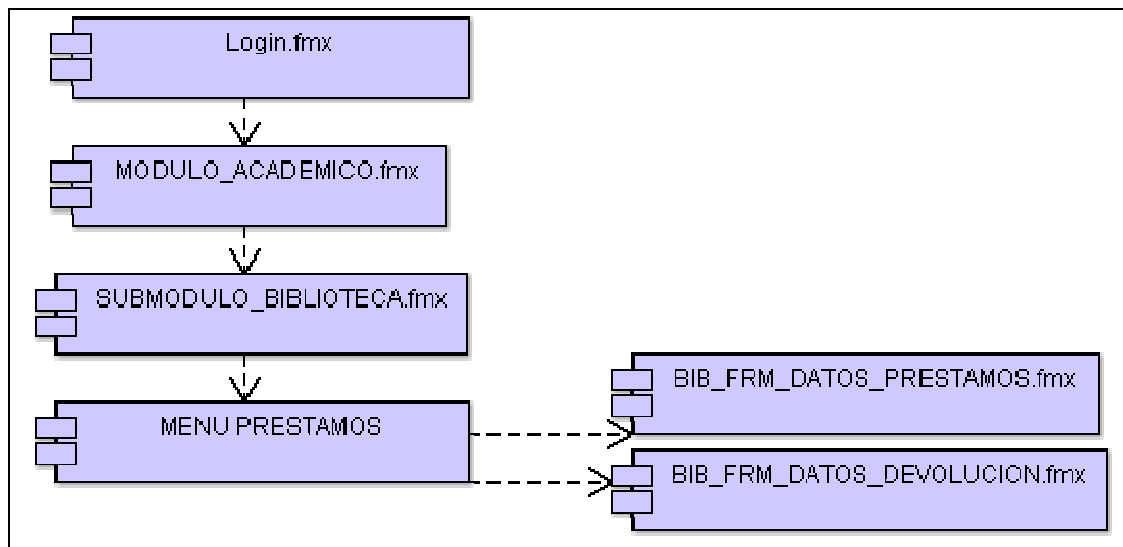 Login.fmx
MODULO_ACADEMICO.fmx
SUBMODULO_BIBLIOTECA.fmx
MENU PRESTAMOS
BIB_FRM_DATOS_PRESTAMOS.fmx
BIB_FRM_DATOS_DEVOLUCION.fmx